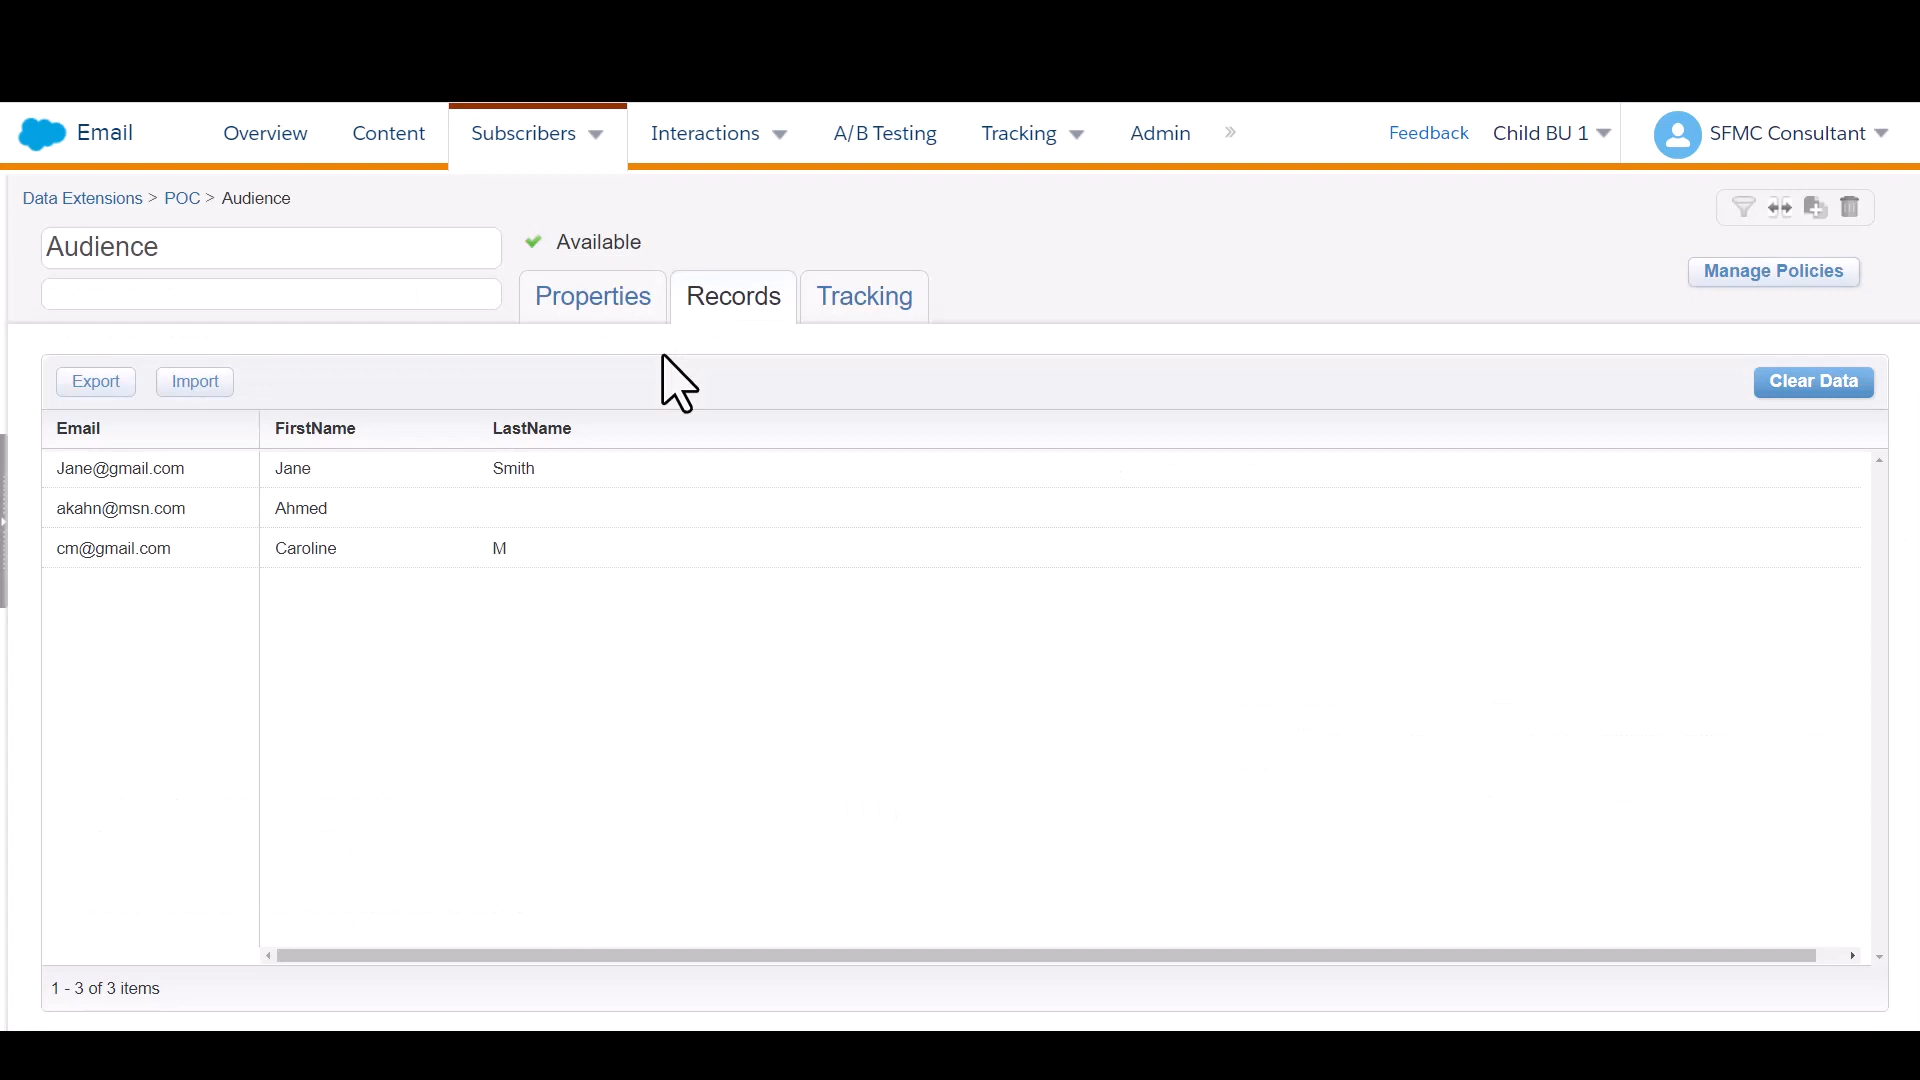 Email Overview Content Subscribers Interactions A/B Testing Tracking Admin » Feedback Child BU 1 SFMC Consultant
Data Extensions > POC > Audience
Audience
Available
Properties Records Tracking
Manage Policies
Export Import Clear Data
Email FirstName LastName
Jane@gmail.com Jane Smith
akahn@msn.com Ahmed
cm@gmail.com Caroline M
1 - 3 of 3 items